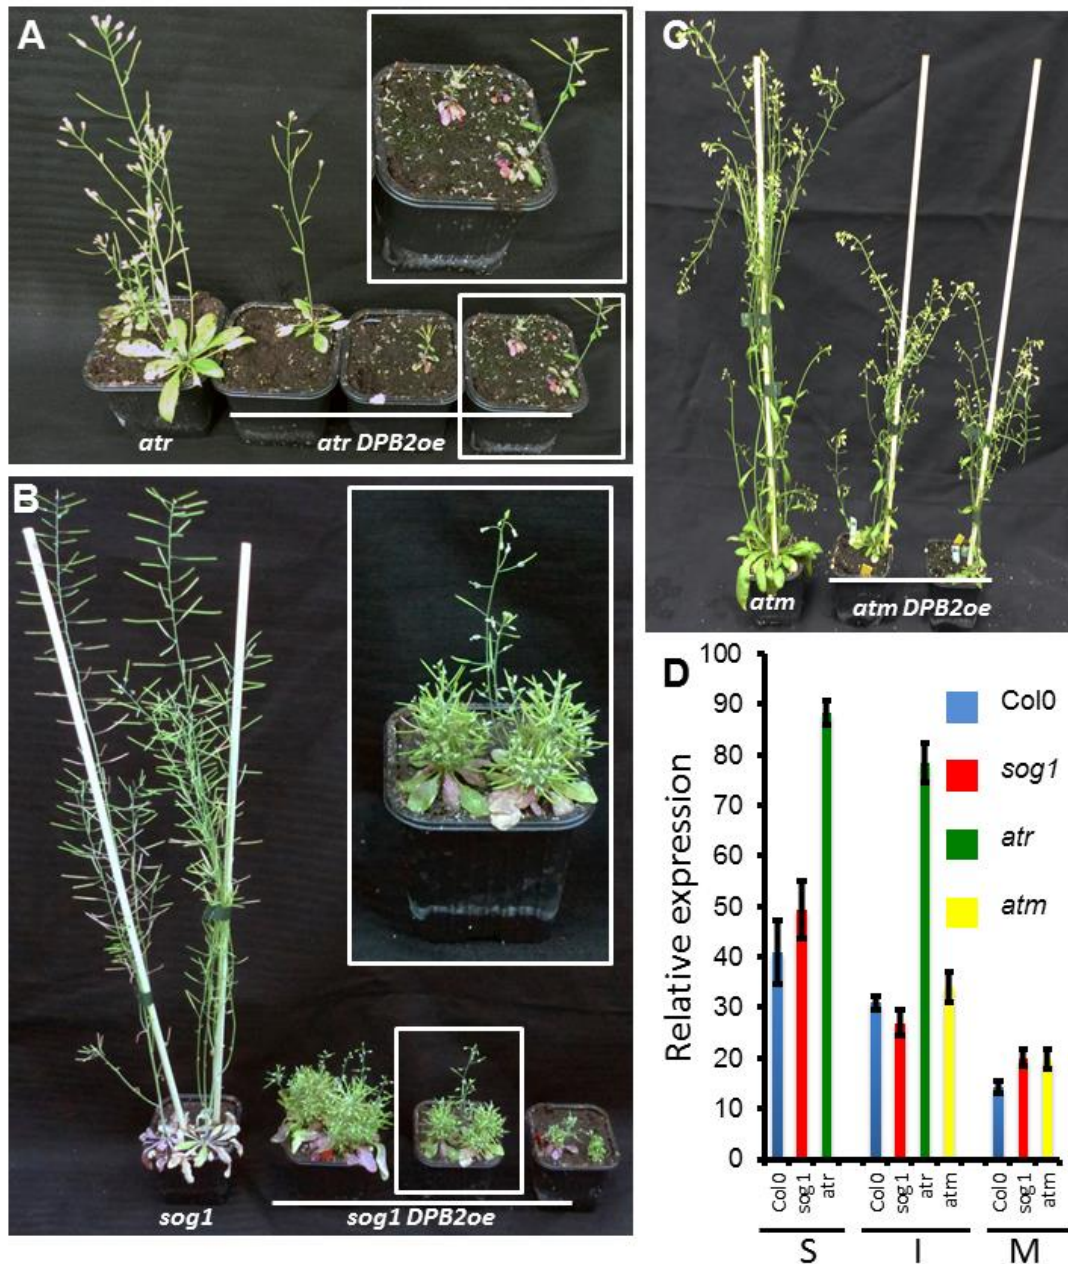 A
atr
atr DPB2oe
B
sog1
sog1 DPB2oe
C
atm
atm DPB2oe
D
100
90
80
70
60
50
40
30
20
10
0
Relative expression
Col0
sog1
atr
atm
Col0
sog1
atr
Col0
sog1
atr
atm
Col0
sog1
atm
S
I
M